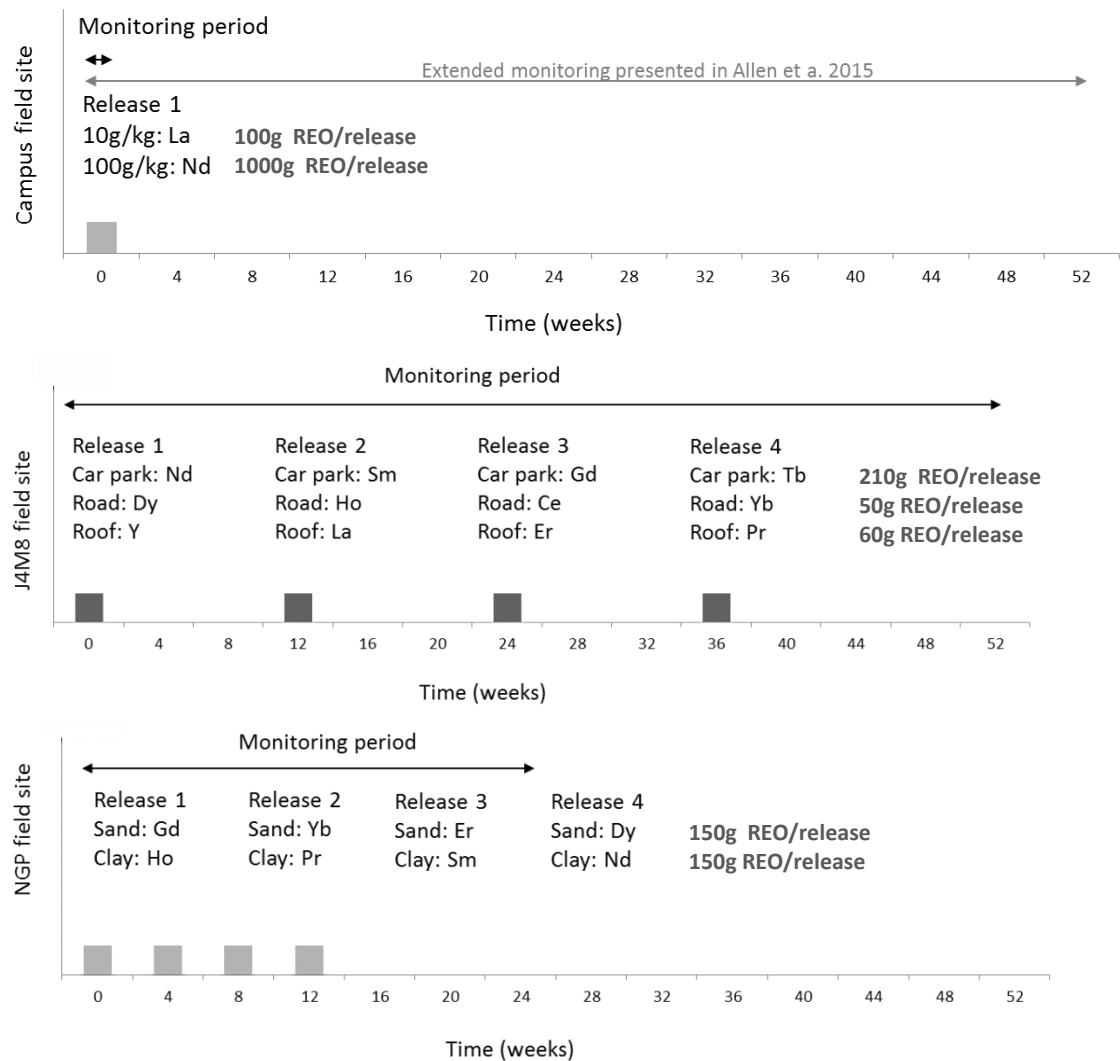 Campus field site
Monitoring period
Extended monitoring presented in Allen et a. 2015
Release 1
10g/kg: La 100g REO/release
100g/kg: Nd 1000g REO/release
0 4 8 12 16 20 24 28 32 36 40 44 48 52
Time (weeks)
J4M8 field site
Monitoring period
Release 1 Release 2 Release 3 Release 4
Car park: Nd Car park: Sm Car park: Gd Car park: Tb 210g REO/release
Road: Dy Road: Ho Road: Ce Road: Yb 50g REO/release
Roof: Y Roof: La Roof: Er Roof: Pr 60g REO/release
0 4 8 12 16 20 24 28 32 36 40 44 48 52
Time (weeks)
NGP field site
Monitoring period
Release 1 Release 2 Release 3 Release 4
Sand: Gd Sand: Yb Sand: Er Sand: Dy 150g REO/release
Clay: Ho Clay: Pr Clay: Sm Clay: Nd 150g REO/release
0 4 8 12 16 20 24 28 32 36 40 44 48 52
Time (weeks)